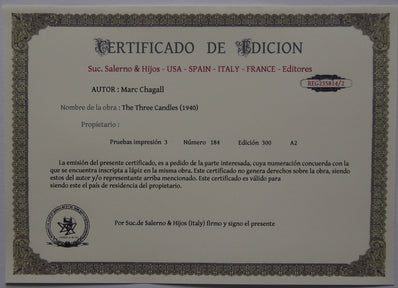 CERTIFICADO DE EDICION
Suc. Salerno & Hijos - USA - SPAIN - ITALY - FRANCE - Editores
REG235814/2
AUTOR : Marc Chagall
Nombre de la obra : The Three Candles (1940)
Propietario :
Pruebas impresión 3 Número 184 Edición 300 A2
La emisión del presente certificado, es a pedido de la parte interesada, cuya numeración concuerda con la
que se encuentra inscripta a lápiz en la misma obra. Este certificado no genera derechos sobre la obra, siendo
estos del autor y/o representante arriba mencionado. Este certificado es válido para
siendo este el país de residencia del propietario.
Por Suc.de Salerno & Hijos (Italy) firmo y signo el presente